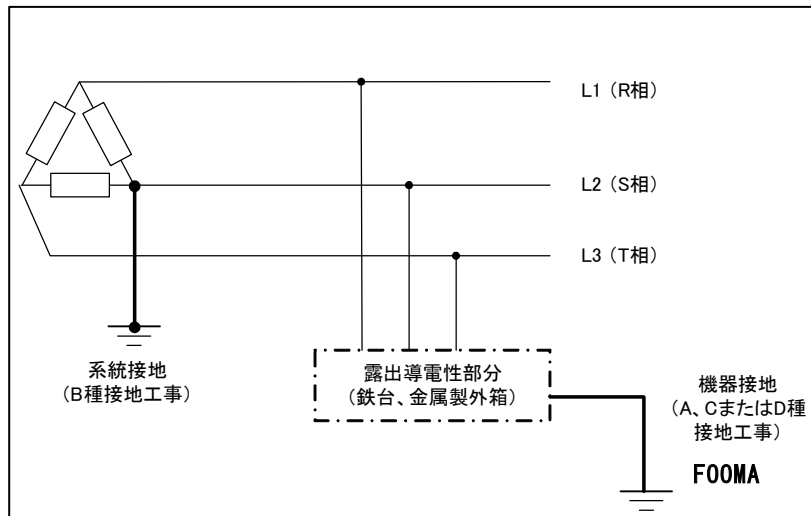 L1（R相）
L2（S相）
L3（T相）
系統接地
（B種接地工事）
露出導電性部分
（鉄台、金属製外箱）
機器接地
（A、CまたはD種
接地工事）
FOOMA